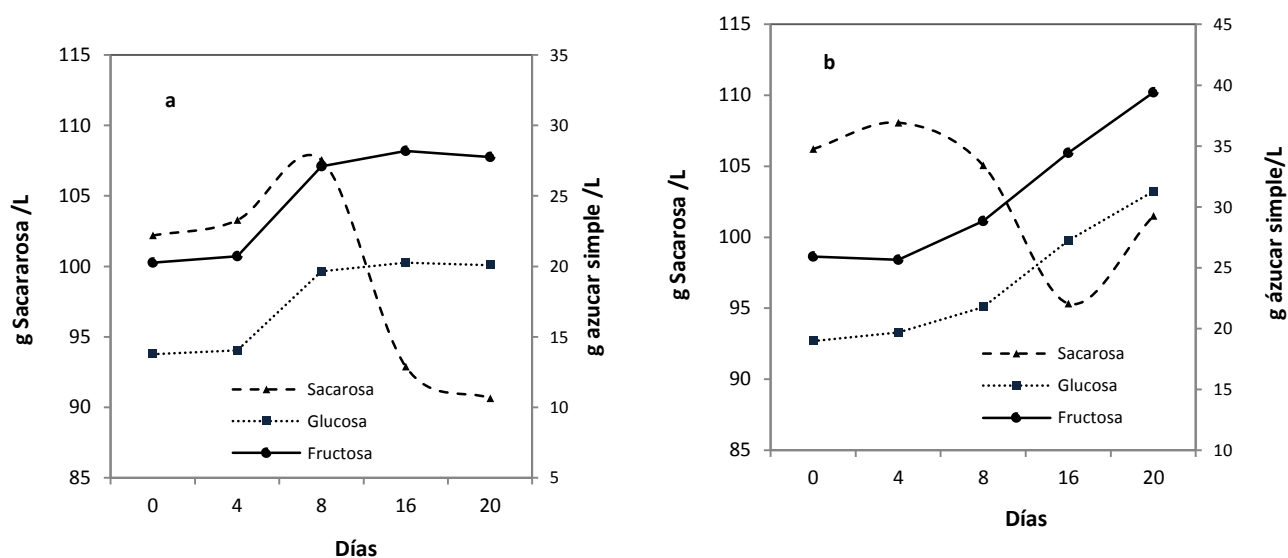 a
g Sacararosa /L
115
110
105
100
95
90
85
35
30
25
20
15
10
5
g azucar simple /L
Sacarosa
Glucosa
Fructosa
0 4 8 16 20
Días
b
g Sacarosa /L
115
110
105
100
95
90
85
45
40
35
30
25
20
15
10
g ázucar simple/L
Sacarosa
Glucosa
Fructosa
0 4 8 16 20
Días